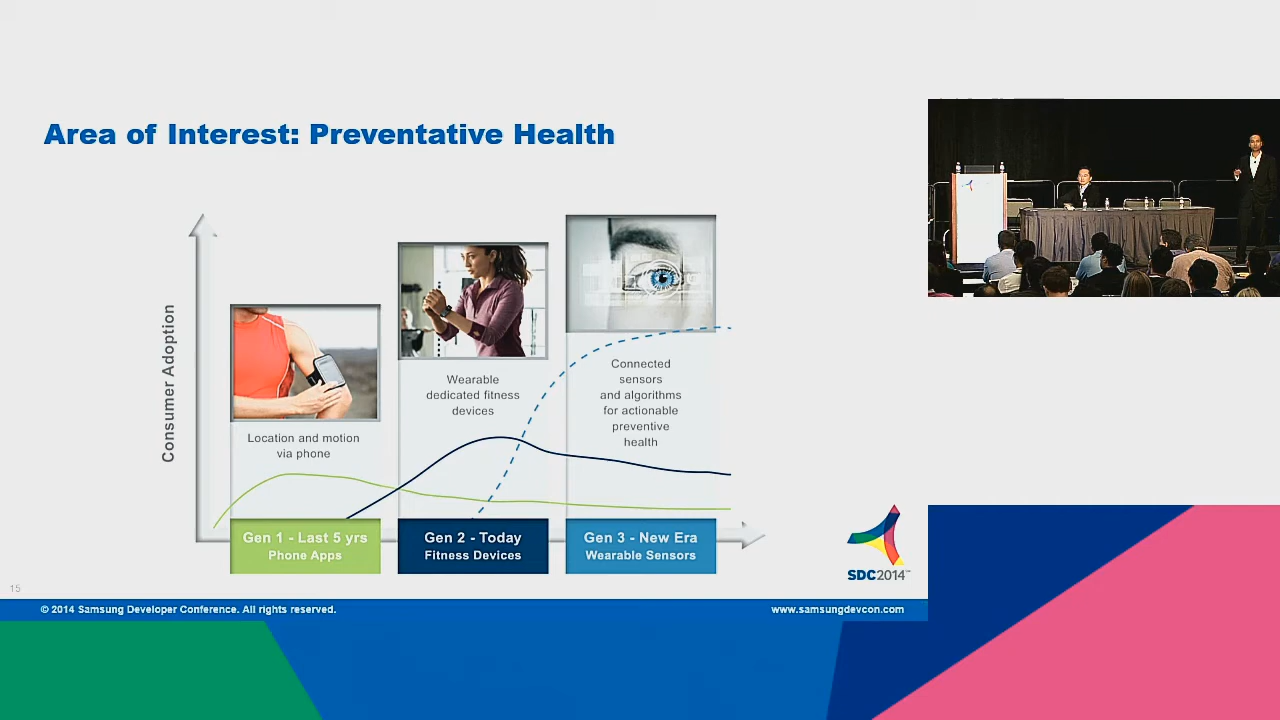 Area of Interest: Preventative Health
Consumer Adoption
Location and motion
via phone
Wearable
dedicated fitness
devices
Connected
sensors
and algorithms
for actionable
preventive
health
Gen 1 - Last 5 yrs
Phone Apps
Gen 2 - Today
Fitness Devices
Gen 3 - New Era
Wearable Sensors
SDC2014™
15
© 2014 Samsung Developer Conference. All rights reserved.
www.samsungdevcon.com